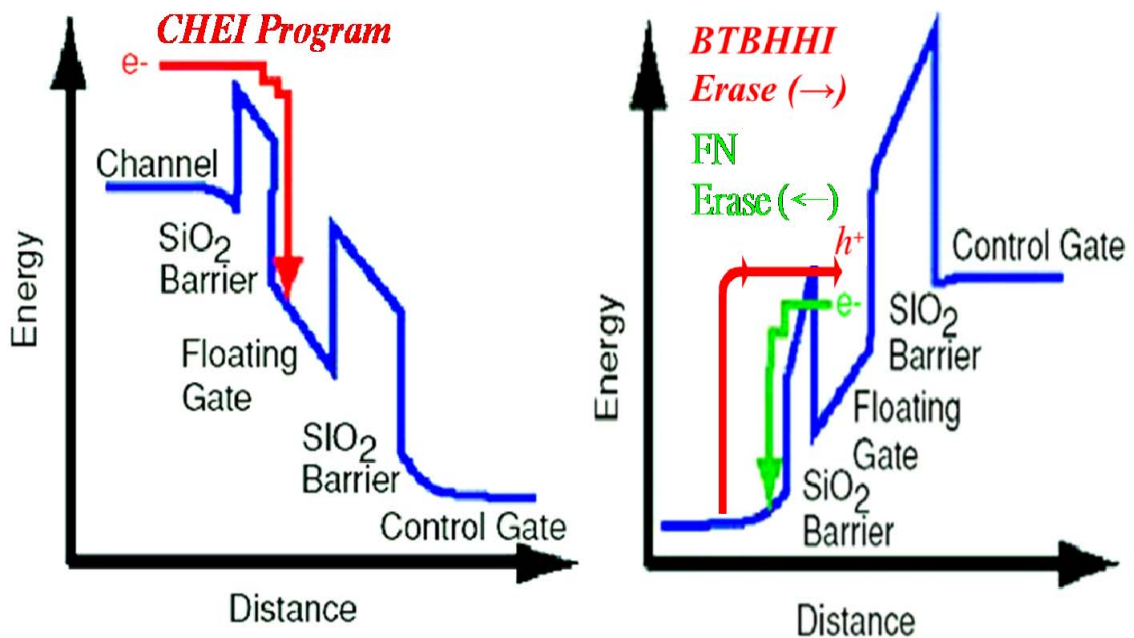 CHEI Program
e-
Channel
SiO2
Barrier
Floating
Gate
SIO2
Barrier
Control Gate
Energy
Distance
BTBHHI
Erase (→)
FN
Erase (←)
h+
e-
Control Gate
SIO2
Barrier
Floating
Gate
SiO2
Barrier
Energy
Distance